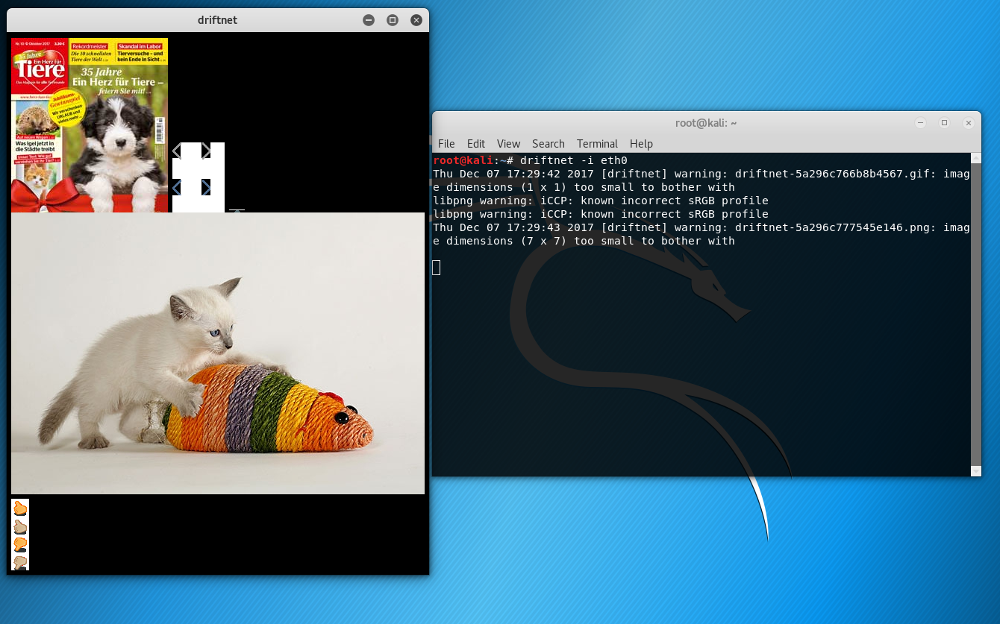 driftnet
Nr. 10 © Oktober 2017
Rekordmeister
Die 10 schnellsten
Tiere der Welt
Skandal im Labor
Tierversuche – und
kein Ende in Sicht
35 Jahre
Ein Herz für
Tiere
Das Magazin für alle Tierfreunde
35 Jahre
Ein Herz für Tiere –
feiern Sie mit!
Jubiläums-
Gewinnspiel
Wir verschenken
URLAUB und
vieles mehr
Auf neuen Wegen
Was Igel jetzt in
die Städte treibt
Unser Test: Wie gut
verstehen Sie Ihr Tier?
root@kali: ~
File Edit View Search Terminal Help
root@kali:~# driftnet -i eth0
Thu Dec 07 17:29:42 2017 [driftnet] warning: driftnet-5a296c766b8b4567.gif: imag
e dimensions (1 x 1) too small to bother with
libpng warning: iCCP: known incorrect sRGB profile
libpng warning: iCCP: known incorrect sRGB profile
Thu Dec 07 17:29:43 2017 [driftnet] warning: driftnet-5a296c777545e146.png: imag
e dimensions (7 x 7) too small to bother with